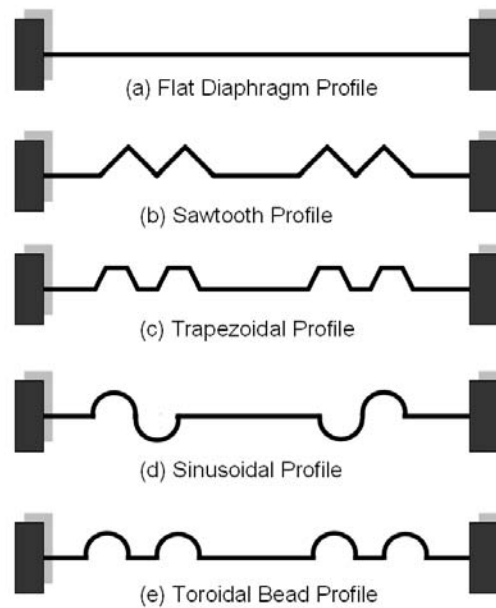 (a) Flat Diaphragm Profile
(b) Sawtooth Profile
(c) Trapezoidal Profile
(d) Sinusoidal Profile
(e) Toroidal Bead Profile